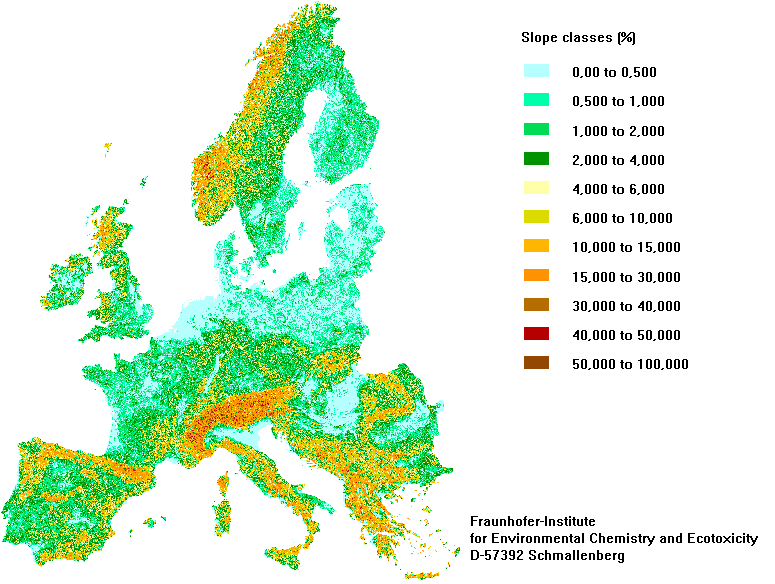 Slope classes (%)
0,00 to 0,500
0,500 to 1,000
1,000 to 2,000
2,000 to 4,000
4,000 to 6,000
6,000 to 10,000
10,000 to 15,000
15,000 to 30,000
30,000 to 40,000
40,000 to 50,000
50,000 to 100,000
Fraunhofer-Institute
for Environmental Chemistry and Ecotoxicity
D-57392 Schmallenberg